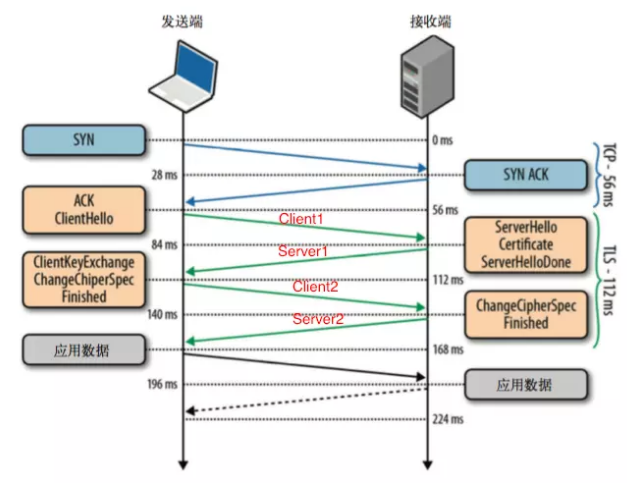 发送端
接收端
SYN
0 ms
28 ms
SYN ACK
TCP - 56 ms
ACK
ClientHello
56 ms
Client1
84 ms
ServerHello
Certificate
ServerHelloDone
Server1
ClientKeyExchange
ChangeChiperSpec
Finished
112 ms
TLS - 112 ms
Client2
140 ms
ChangeCipherSpec
Finished
Server2
应用数据
168 ms
196 ms
应用数据
224 ms